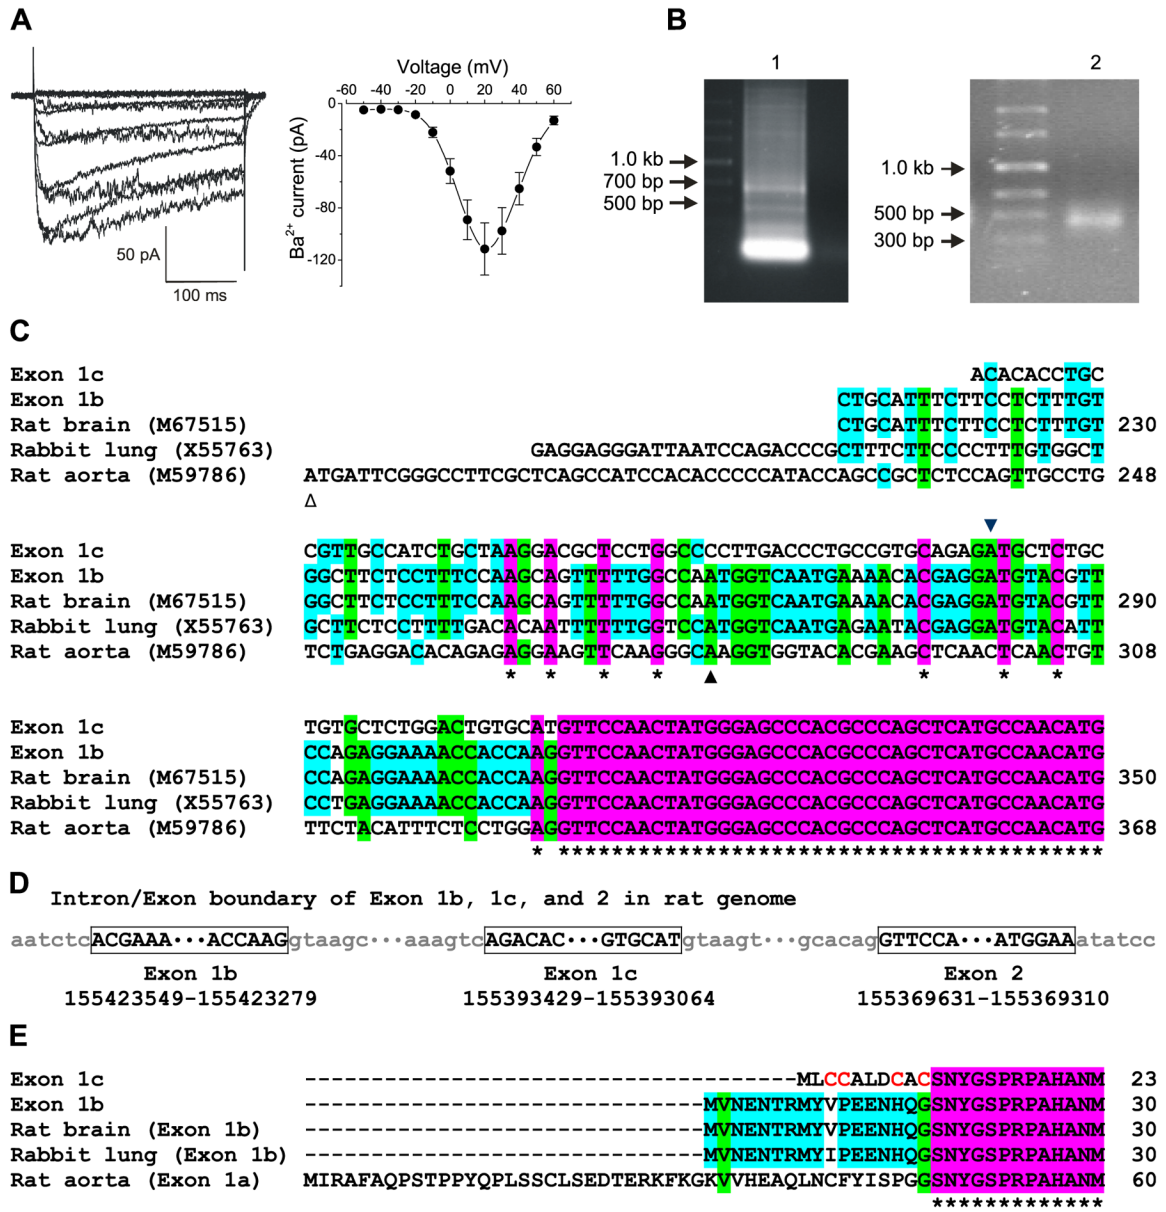 A
B
Voltage (mV)
-60 -40 -20 0 20 40 60
0
-40
-80
-120
Ba2+ current (pA)
50 pA
100 ms
1
1.0 kb
700 bp
500 bp
2
1.0 kb
500 bp
300 bp
C
Exon 1c ACACACCTGC
Exon 1b CTGCATTTCTTCCTCTTTGT
Rat brain (M67515) CTGCATTTCTTCCTCTTTGT 230
Rabbit lung (X55763) GAGGAGGGATTAATCCAGACCCGCTTTCTTCCCCTTTGTGGCT
Rat aorta (M59786) ATGATTCGGGCCTTCGCTCAGCCATCCACACCCCCATACCAGCCGCTCTCCAGTTGCCTG 248
Exon 1c CGTTGCCATCTGCTAAGGACGCTCCTGGCCCCTTGACCCTGCCGTGCAGAGATGCTCTGC
Exon 1b GGCTTCTCCTTTCCAAGCAGTTTTTGGCCAATGGTCAATGAAAACACGAGGATGTACGTT
Rat brain (M67515) GGCTTCTCCTTTCCAAGCAGTTTTTGGCCAATGGTCAATGAAAACACGAGGATGTACGTT 290
Rabbit lung (X55763) GCTTCTCCTTTTGACACAATTTTTTGGTCCATGGTCAATGAGAATACGAGGATGTACATT
Rat aorta (M59786) TCTGAGGACACAGAGAGGAAGTTCAAGGGCAAGGTGGTACACGAAGCTCAACTCAACTGT 308
* * * * * * *
Exon 1c TGTGCTCTGGACTGTGCATGTTCCAACTATGGGAGCCCACGCCCAGCTCATGCCAACATG
Exon 1b CCAGAGGAAAACCACCAAGGTTCCAACTATGGGAGCCCACGCCCAGCTCATGCCAACATG
Rat brain (M67515) CCAGAGGAAAACCACCAAGGTTCCAACTATGGGAGCCCACGCCCAGCTCATGCCAACATG 350
Rabbit lung (X55763) CCTGAGGAAAACCACCAAGGTTCCAACTATGGGAGCCCACGCCCAGCTCATGCCAACATG
Rat aorta (M59786) TTCTACATTTCTCCTGGAGGTTCCAACTATGGGAGCCCACGCCCAGCTCATGCCAACATG 368
* *****************************************
D
Intron/Exon boundary of Exon 1b, 1c, and 2 in rat genome
aatctcACGAAA···ACCAAGgtaagc···aaagtcAGACAC···GTGCATgtaagt···gcacagGTTCCA···ATGGAAatatcc
Exon 1b Exon 1c Exon 2
155423549-155423279 155393429-155393064 155369631-155369310
E
Exon 1c -------------------------------------MLCCALDCACSNYGSPRPAHANM 23
Exon 1b ------------------------------MVNENTRMYVPEENHQGSNYGSPRPAHANM 30
Rat brain (Exon 1b) ------------------------------MVNENTRMYVPEENHQGSNYGSPRPAHANM 30
Rabbit lung (Exon 1b) ------------------------------MVNENTRMYIPEENHQGSNYGSPRPAHANM 30
Rat aorta (Exon 1a) MIRAFAQPSTPPYQPLSSCLSEDTERKFKGKVVHEAQLNCFYISPGGSNYGSPRPAHANM 60
*************